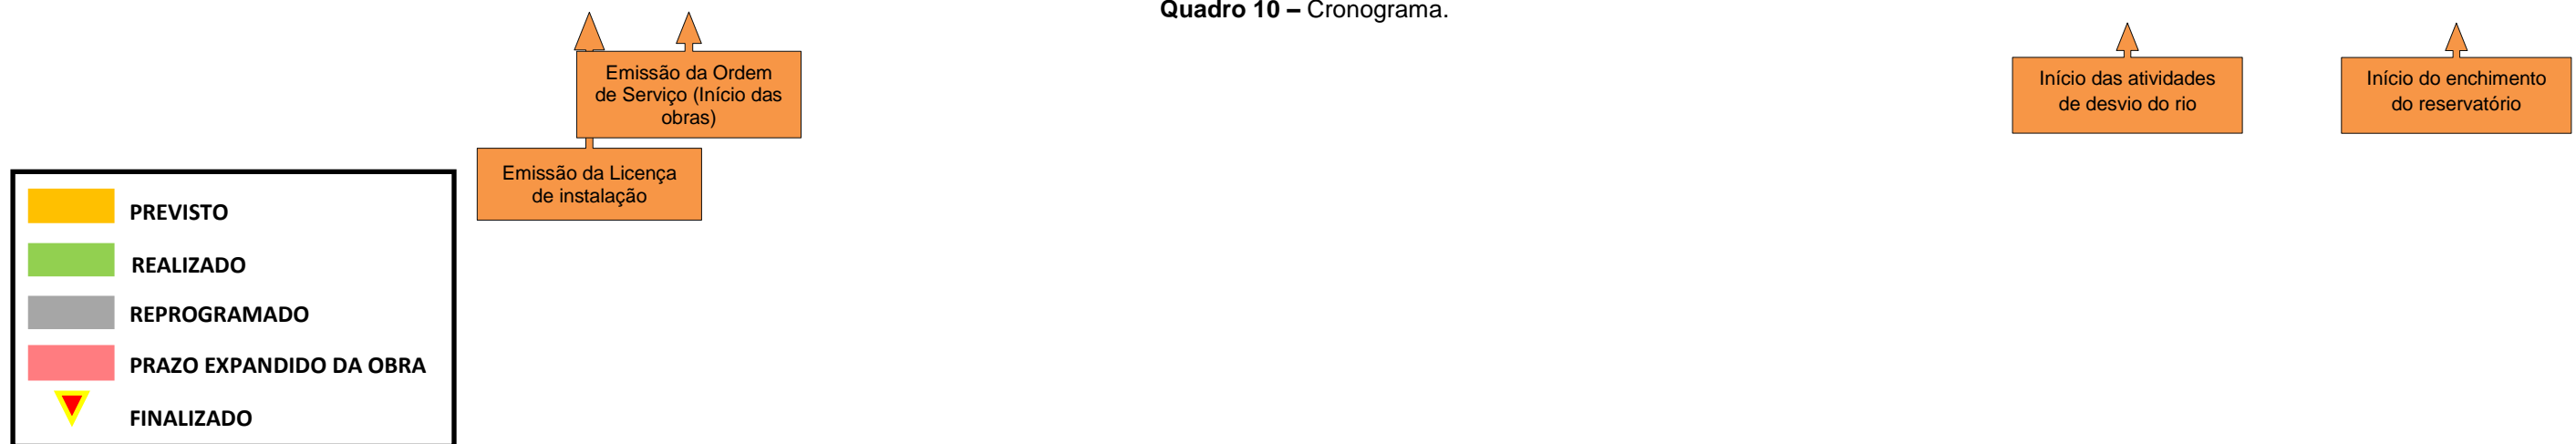 Quadro 10 – Cronograma.
Emissão da Ordem
de Serviço (Início das
obras)
Início das atividades
de desvio do rio
Início do enchimento
do reservatório
Emissão da Licença
de instalação
PREVISTO
REALIZADO
REPROGRAMADO
PRAZO EXPANDIDO DA OBRA
FINALIZADO